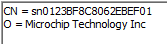 CN = sn0123BF8C8062EBEF01
O = Microchip Technology Inc